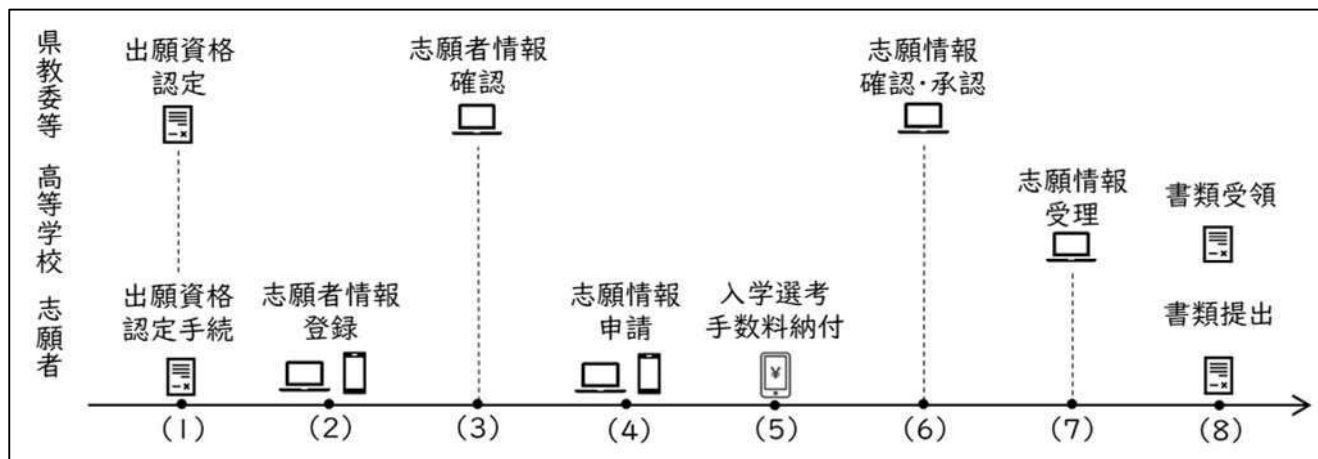 県教委等
出願資格
認定
志願者情報
確認
志願情報
確認・承認
高等学校
志願情報
受理
書類受領
志願者
出願資格
認定手続
志願者情報
登録
志願情報
申請
入学選考
手数料納付
¥
書類提出
(1)
(2)
(3)
(4)
(5)
(6)
(7)
(8)